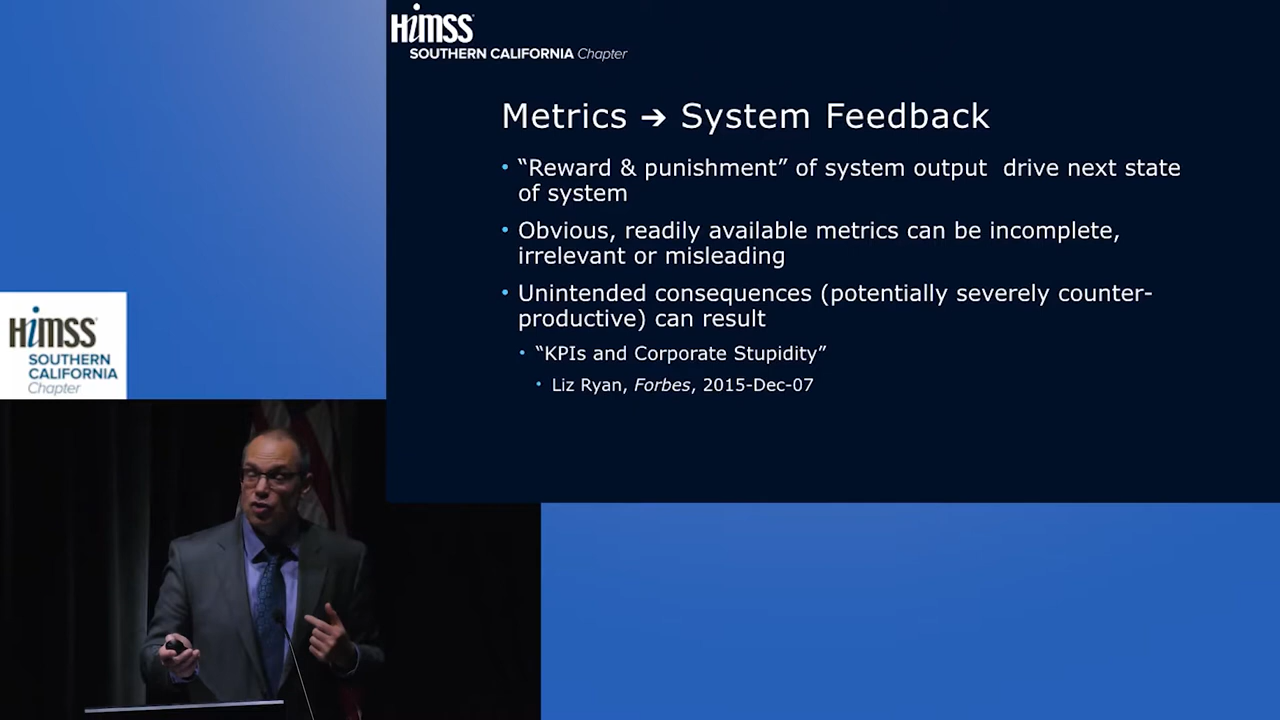 HiMSS
SOUTHERN CALIFORNIA Chapter
Metrics ➔ System Feedback
• “Reward & punishment” of system output  drive next state
of system
• Obvious, readily available metrics can be incomplete,
irrelevant or misleading
• Unintended consequences (potentially severely counter-
productive) can result
• “KPIs and Corporate Stupidity”
• Liz Ryan, Forbes, 2015-Dec-07
HiMSS
SOUTHERN
CALIFORNIA
Chapter